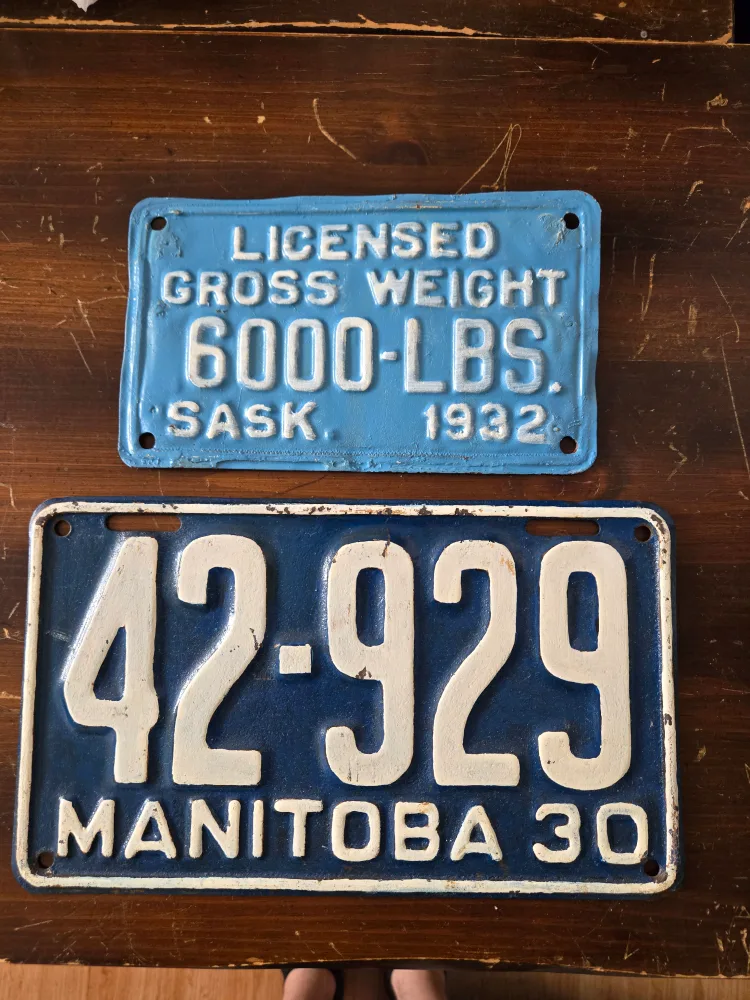 LICENSED
GROSS WEIGHT
6000-LBS.
SASK. 1932
42-929
MANITOBA 30